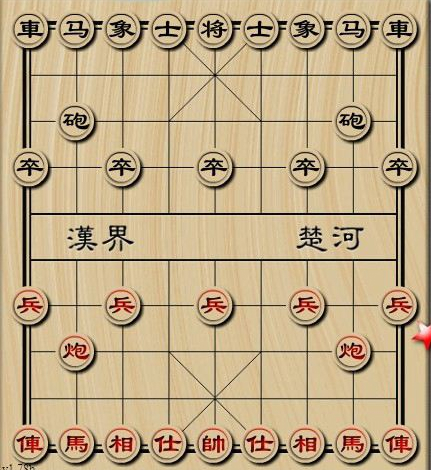 車马象士将士象马車
砲砲
卒卒卒卒卒
漢界 楚河
兵兵兵兵兵
炮炮
俥馬相仕帥仕相馬俥